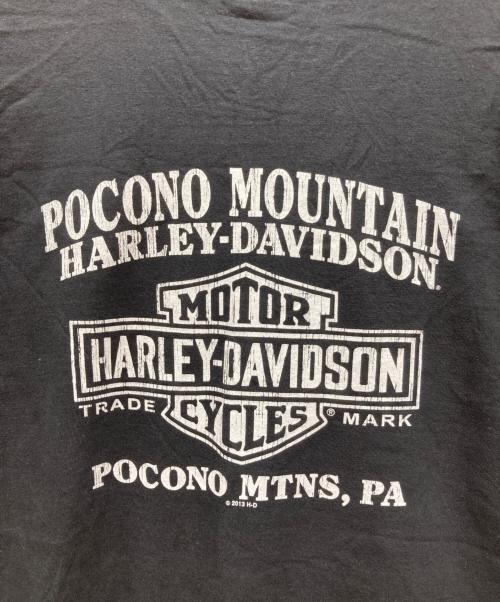 POCONO MOUNTAIN
HARLEY-DAVIDSON®
MOTOR
HARLEY-DAVIDSON
TRADE CYCLES ® MARK
POCONO MTNS, PA
© 2013 H-D